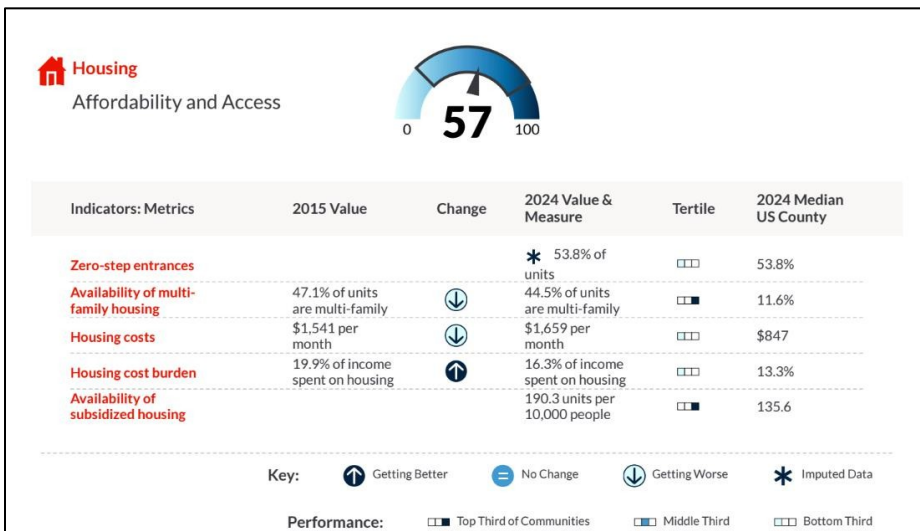 Housing
Affordability and Access
57
0
100
Indicators: Metrics 2015 Value Change 2024 Value & Measure Tertile 2024 Median US County
Zero-step entrances 53.8% of units 53.8%
Availability of multi-family housing 47.1% of units are multi-family 44.5% of units are multi-family 11.6%
Housing costs $1,541 per month $1,659 per month $847
Housing cost burden 19.9% of income spent on housing 16.3% of income spent on housing 13.3%
Availability of subsidized housing 190.3 units per 10,000 people 135.6
Key: Getting Better No Change Getting Worse Imputed Data
Performance: Top Third of Communities Middle Third Bottom Third